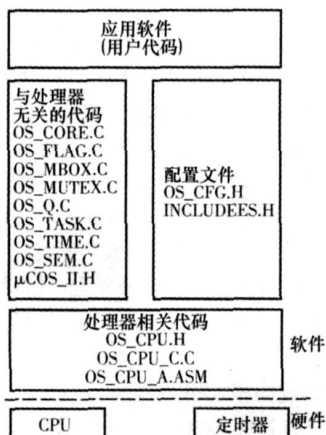 应用软件
(用户代码)
与处理器
无关的代码
OS_CORE.C
OS_FLAG.C
OS_MBOX.C
OS_MUTEX.C
OS_Q.C
OS_TASK.C
OS_TIME.C
OS_SEM.C
μCOS_II.H
配置文件
OS_CFG.H
INCLUDEES.H
处理器相关代码
OS_CPU.H
OS_CPU_C.C
OS_CPU_A.ASM
软件
CPU
定时器
硬件